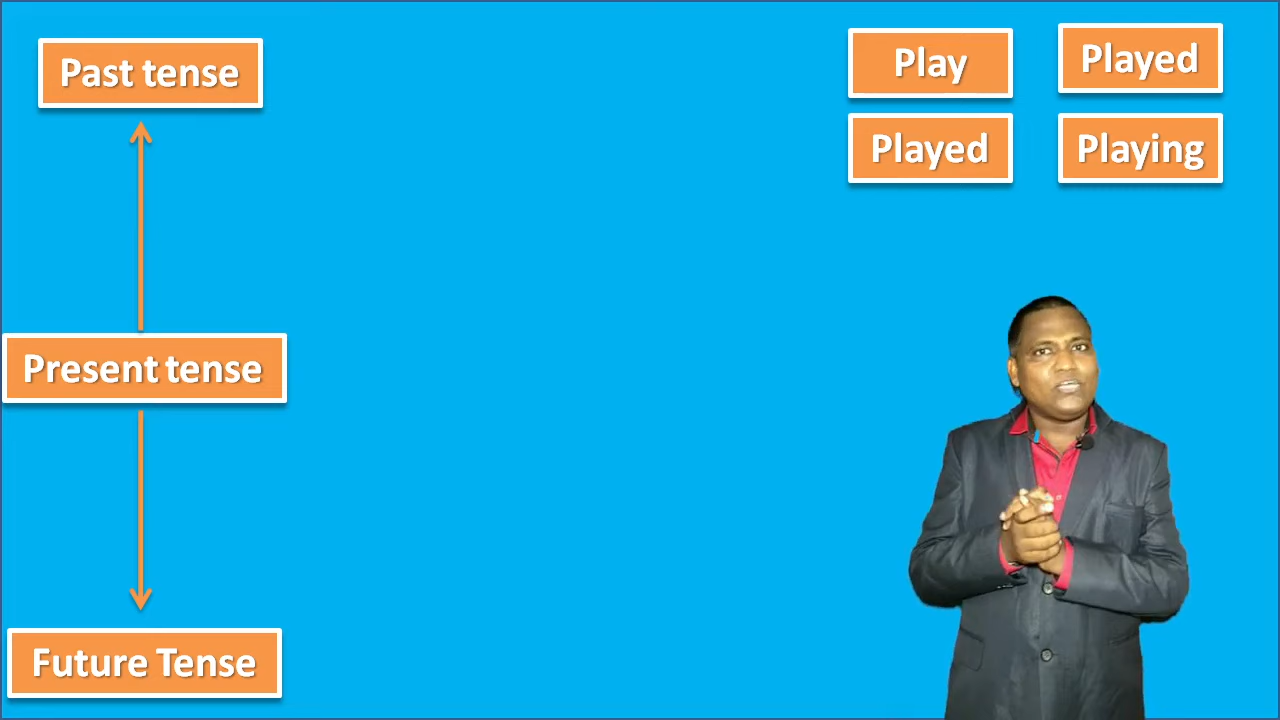 Past tense
Play
Played
Played
Playing
Present tense
Future Tense